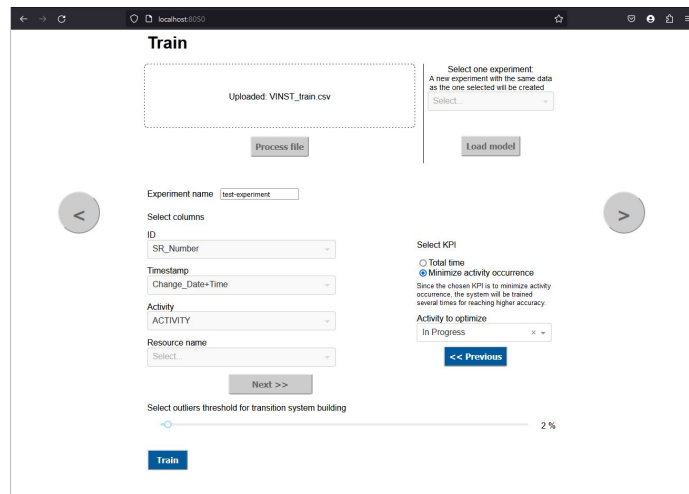 localhost:8050
Train
Uploaded: VINST_train.csv
Process file
Select one experiment:
A new experiment with the same data
as the one selected will be created
Select...
Load model
<
>
Experiment name test-experiment
Select columns
ID
SR_Number
Timestamp
Change_Date+Time
Activity
ACTIVITY
Resource name
Select...
Next >>
Select KPI
Total time
Minimize activity occurrence
Since the chosen KPI is to minimize activity
occurrence, the system will be trained
several times for reaching higher accuracy.
Activity to optimize
In Progress
<< Previous
Select outliers threshold for transition system building
2 %
Train